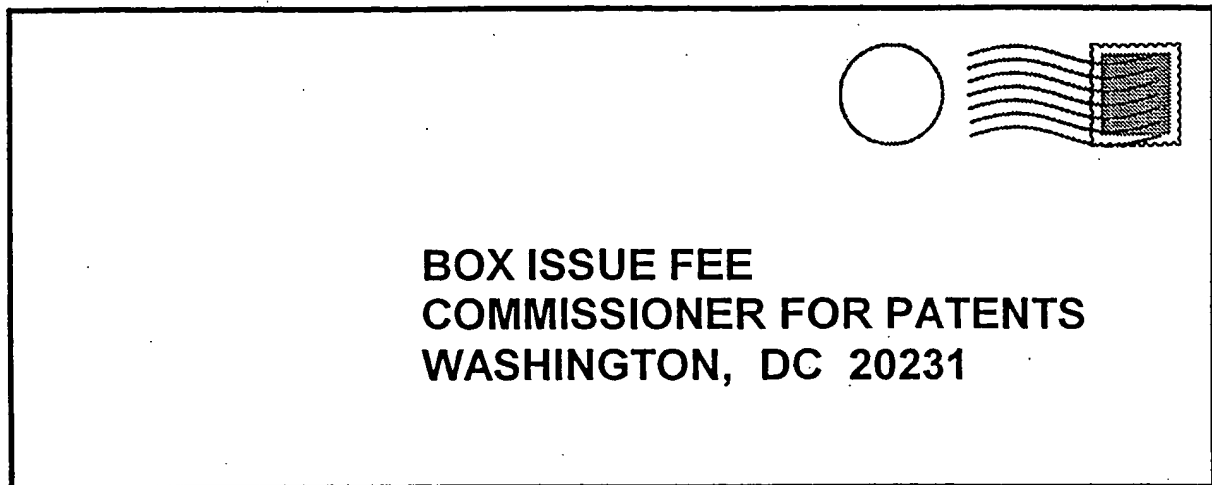 BOX ISSUE FEE
COMMISSIONER FOR PATENTS
WASHINGTON, DC 20231